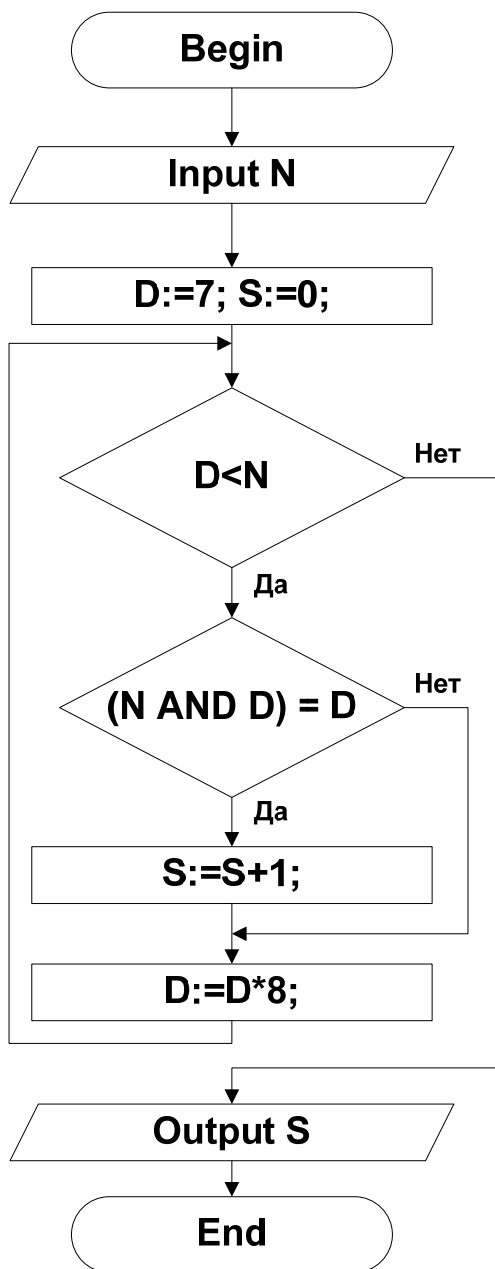 Begin
Input N
D:=7; S:=0;
D<N
Нет
Да
(N AND D) = D
Нет
Да
S:=S+1;
D:=D*8;
Output S
End